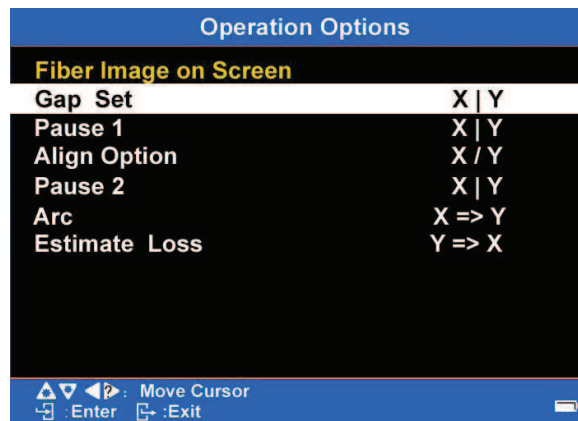 Operation Options
Fiber Image on Screen
Gap Set X | Y
Pause 1 X | Y
Align Option X / Y
Pause 2 X | Y
Arc X => Y
Estimate Loss Y => X
?: Move Cursor
:Enter :Exit